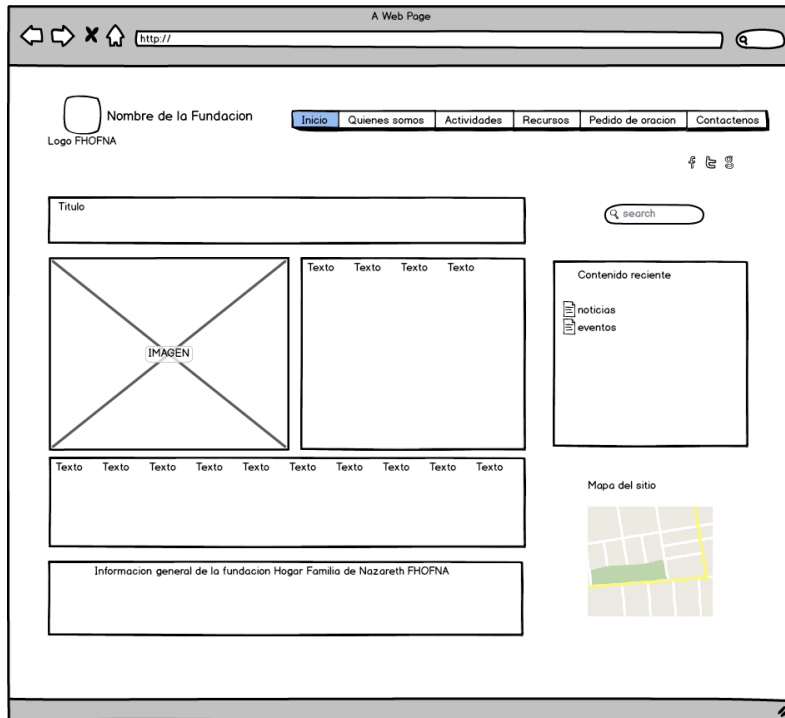 A Web Page
http://
Nombre de la Fundacion
Logo FHOFNA
Inicio Quienes somos Actividades Recursos Pedido de oracion Contactenos
f t g
Titulo
search
Texto Texto Texto Texto
Contenido reciente
noticias
eventos
IMAGEN
Texto Texto Texto Texto Texto Texto Texto Texto Texto Texto
Mapa del sitio
Informacion general de la fundacion Hogar Familia de Nazareth FHOFNA